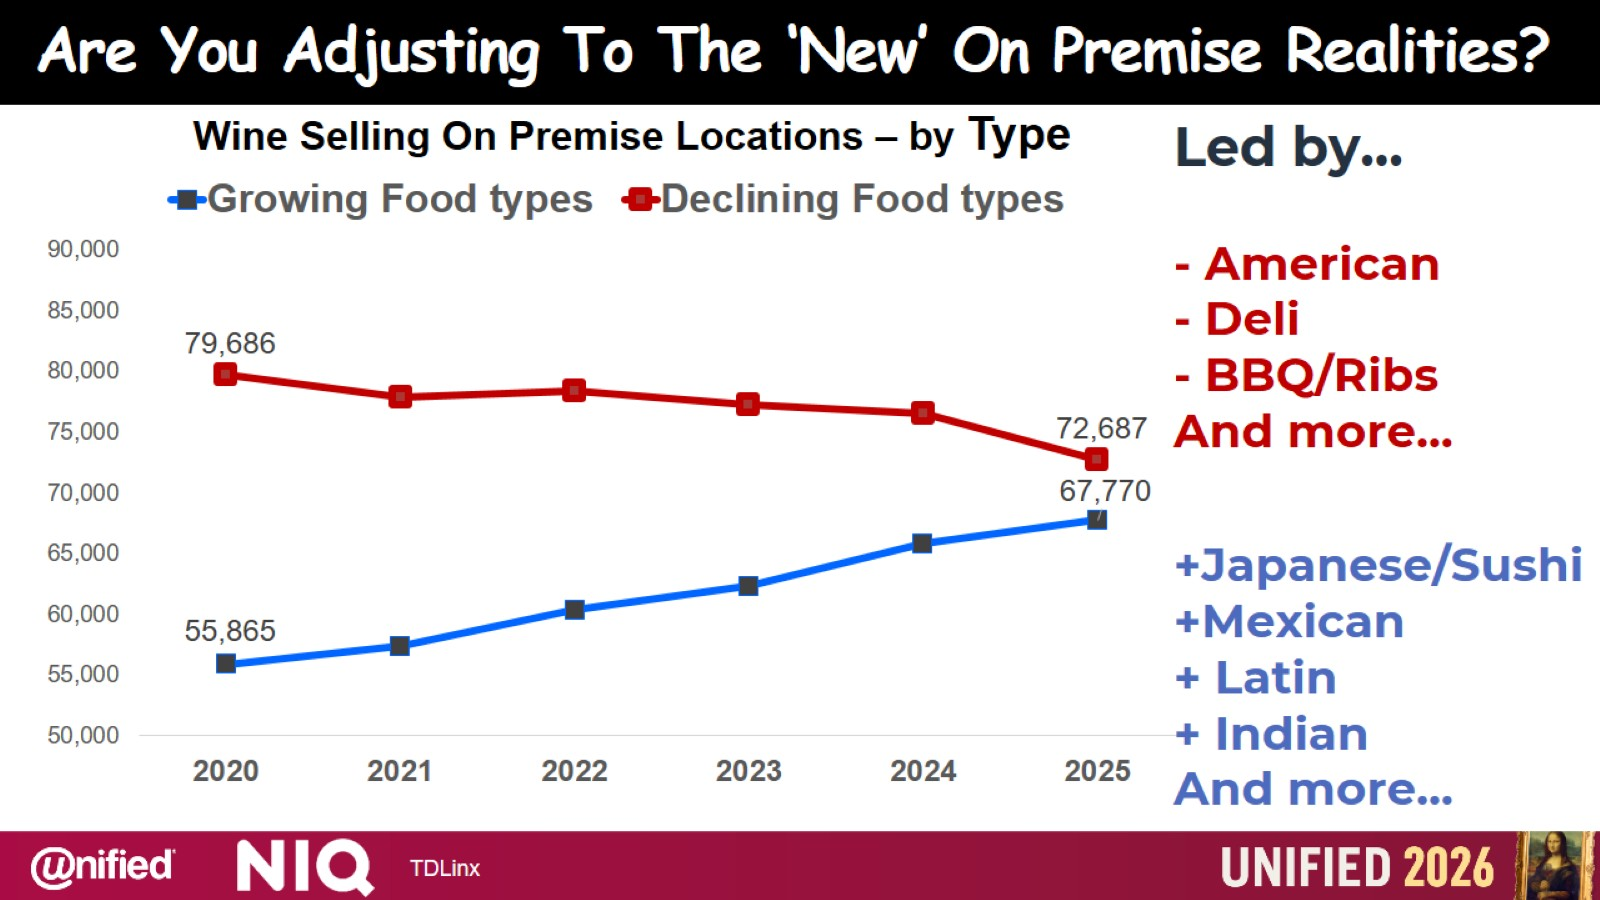 Are You Adjusting To The ‘New’ On Premise Realities?
Wine Selling On Premise Locations – by Type
Growing Food types
Declining Food types
90,000
85,000
80,000
75,000
70,000
65,000
60,000
55,000
50,000
79,686
72,687
67,770
55,865
2020
2021
2022
2023
2024
2025
Led by...
- American
- Deli
- BBQ/Ribs
And more...
+Japanese/Sushi
+Mexican
+ Latin
+ Indian
And more...
unified
NIQ
TDLinx
UNIFIED 2026